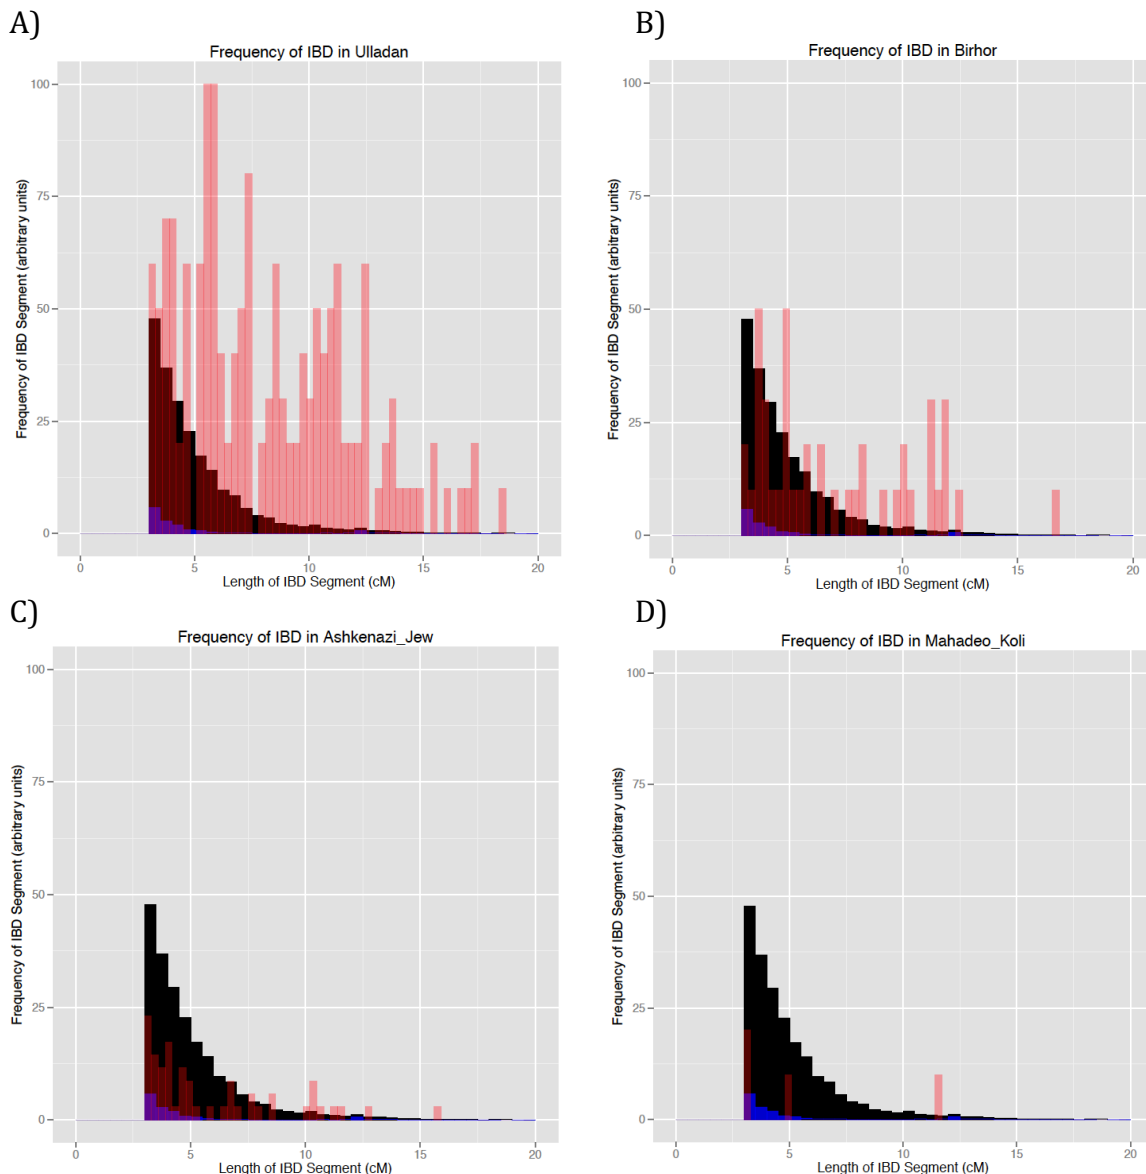 A)
Frequency of IBD in Ulladan
Frequency of IBD Segment (arbitrary units)
100
75
50
25
0
0 5 10 15 20
Length of IBD Segment (cM)
B)
Frequency of IBD in Birhor
Frequency of IBD Segment (arbitrary units)
100
75
50
25
0
0 5 10 15 20
Length of IBD Segment (cM)
C)
Frequency of IBD in Ashkenazi_Jew
Frequency of IBD Segment (arbitrary units)
100
75
50
25
0
0 5 10 15 20
Length of IBD Segment (cM)
D)
Frequency of IBD in Mahadeo_Koli
Frequency of IBD Segment (arbitrary units)
100
75
50
25
0
0 5 10 15 20
Length of IBD Segment (cM)